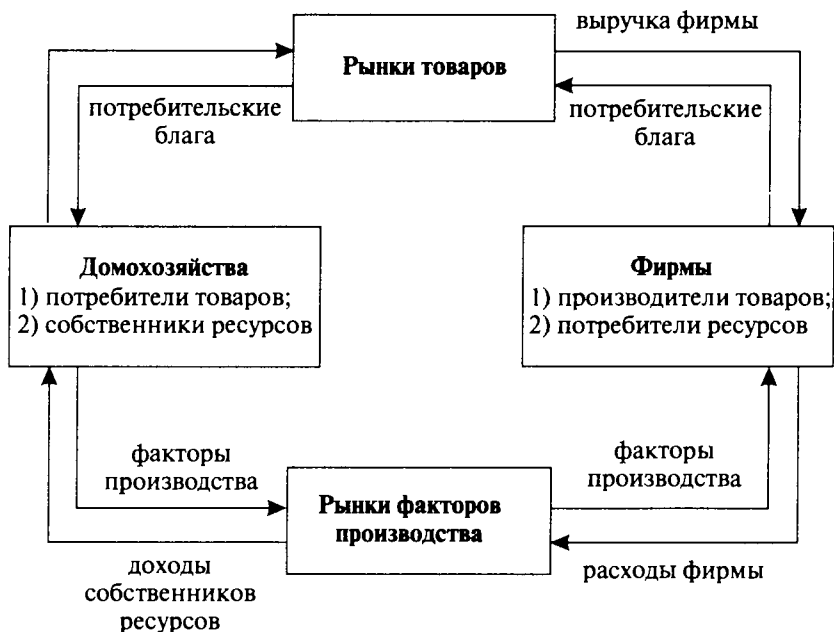 выручка фирмы
Рынки товаров
потребительские
блага
потребительские
блага
Домохозяйства
1) потребители товаров;
2) собственники ресурсов
Фирмы
1) производители товаров;
2) потребители ресурсов
факторы
производства
факторы
производства
Рынки факторов
производства
доходы
собственников
ресурсов
расходы фирмы